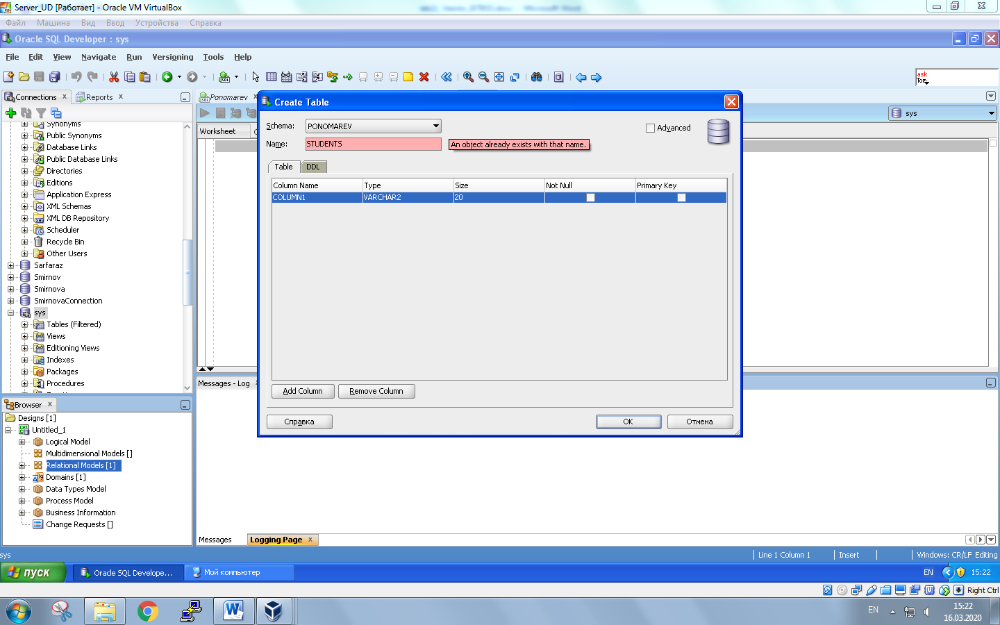 Server_UD [Работает] - Oracle VM VirtualBox
Файл Машина Вид Ввод Устройства Справка
Oracle SQL Developer : sys
File Edit View Navigate Run Versioning Tools Help
ask
Tom
Connections x Reports x
Ponomarev
sys
Worksheet
Synonyms
Public Synonyms
Database Links
Public Database Links
Directories
Editions
Application Express
XML Schemas
XML DB Repository
Scheduler
Recycle Bin
Other Users
Sarfaraz
Smirnov
Smirnova
SmirnovaConnection
sys
Tables (Filtered)
Views
Editioning Views
Indexes
Packages
Procedures
Create Table
Schema: PONOMAREV
Advanced
Name: STUDENTS An object already exists with that name.
Table DDL
Column Name Type Size Not Null Primary Key
COLUMN1 VARCHAR2 20
Add Column Remove Column
Справка OK Отмена
Messages - Log
Browser x
Designs [1]
Untitled_1
Logical Model
Multidimensional Models []
Relational Models [1]
Domains [1]
Data Types Model
Process Model
Business Information
Change Requests []
Messages Logging Page x
sys
Line 1 Column 1 Insert Windows: CR/LF Editing
пуск Oracle SQL Develope... Мой компьютер EN 15:22
Right Ctrl
EN 15:22
16.03.2020